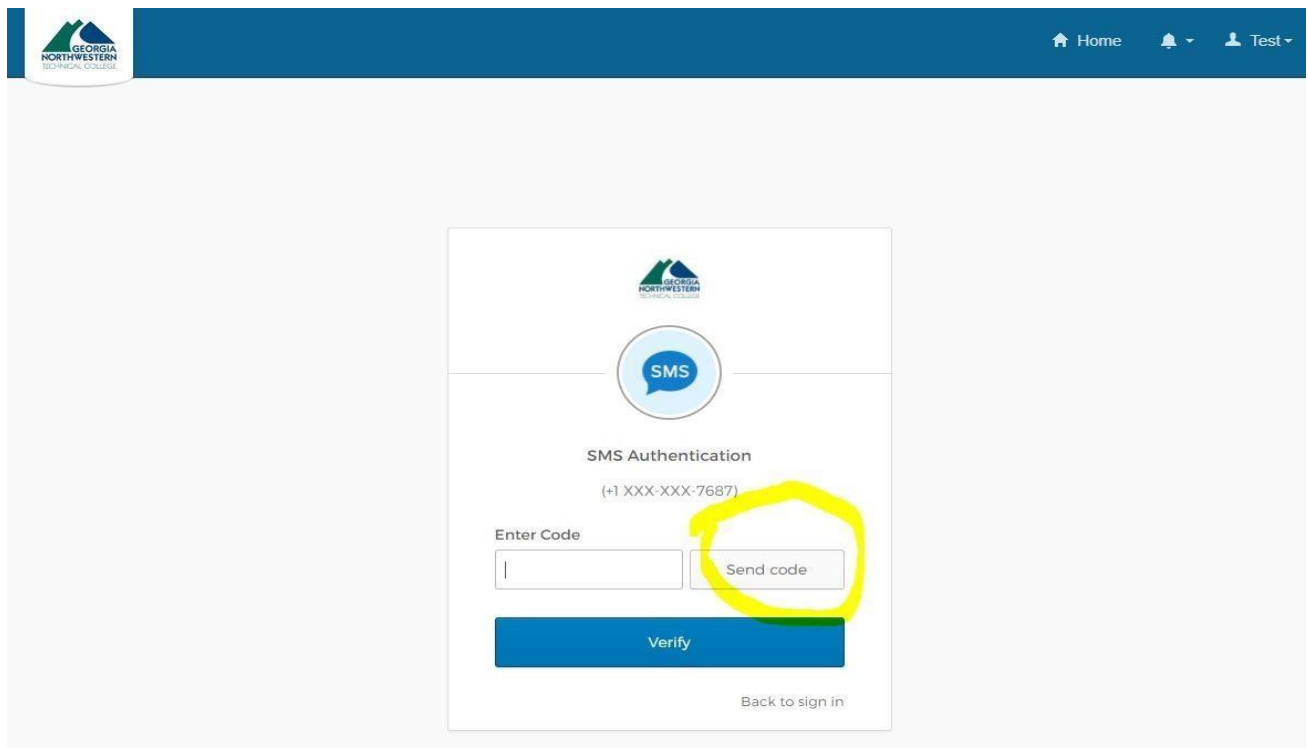 GEORGIA
NORTHWESTERN
TECHNICAL COLLEGE
Home
Test
GEORGIA
NORTHWESTERN
TECHNICAL COLLEGE
SMS
SMS Authentication
(+1 XXX-XXX-7687)
Enter Code
Send code
Verify
Back to sign in